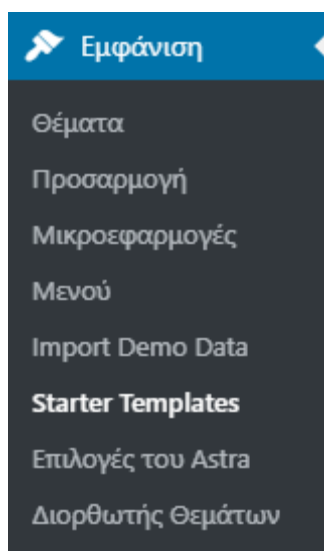 Εμφάνιση
Θέματα
Προσαρμογή
Μικροεφαρμογές
Μενού
Import Demo Data
Starter Templates
Επιλογές του Astra
Διορθωτής Θεμάτων